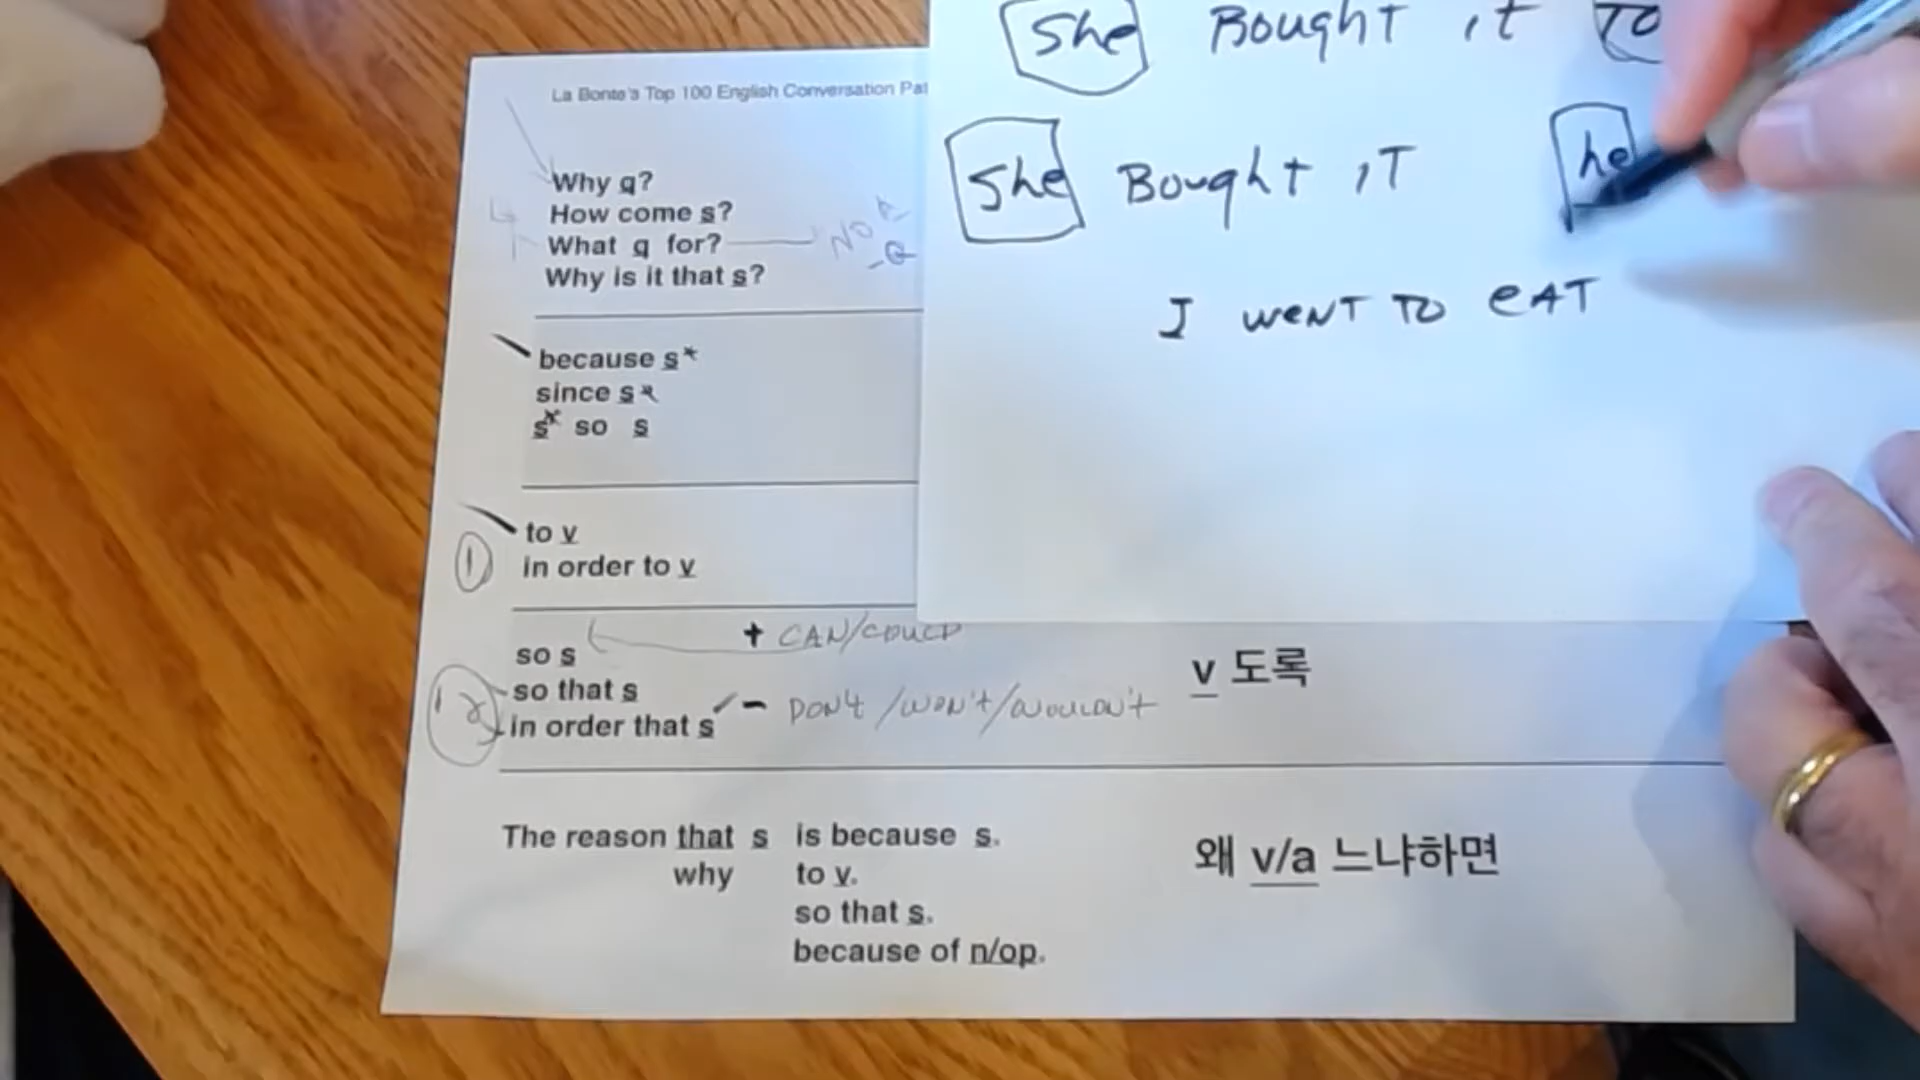 She Bought it TO
La Bonte's Top 100 English Conversation Pat
She Bought iT he
Why q?
How come s?
What q for? NO A
-Q
Why is it that s?
I went TO eAT
because s*
since s*
s* so s
to v
1 in order to v
+ CAN/COULD
so s
so that s
in order that s - DON'T/WON'T/WOULDN'T
v 도록
The reason that s is because s.
why to v.
so that s.
because of n/op.
왜 v/a 느냐하면